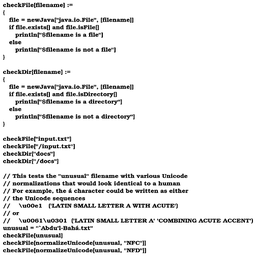 checkFile[filename] :=
{
file = newJava["java.io.File", [filename]]
if file.exists[] and file.isFile[]
println["$filename is a file"]
else
println["$filename is not a file"]
}
checkDir[filename] :=
{
file = newJava["java.io.File", [filename]]
if file.exists[] and file.isDirectory[]
println["$filename is a directory"]
else
println["$filename is not a directory"]
}
checkFile["input.txt"]
checkFile["/input.txt"]
checkDir["docs"]
checkDir["/docs"]
// This tests the "unusual" filename with various Unicode
// normalizations that would look identical to a human
// For example, the á character could be written as either
// the Unicode sequences
// \u00e1 ('LATIN SMALL LETTER A WITH ACUTE')
// or
// \u0061\u0301 ('LATIN SMALL LETTER A' 'COMBINING ACUTE ACCENT')
unusual = "`Abdu'l-Bahá.txt"
checkFile[unusual]
checkFile[normalizeUnicode[unusual, "NFC"]]
checkFile[normalizeUnicode[unusual, "NFD"]]